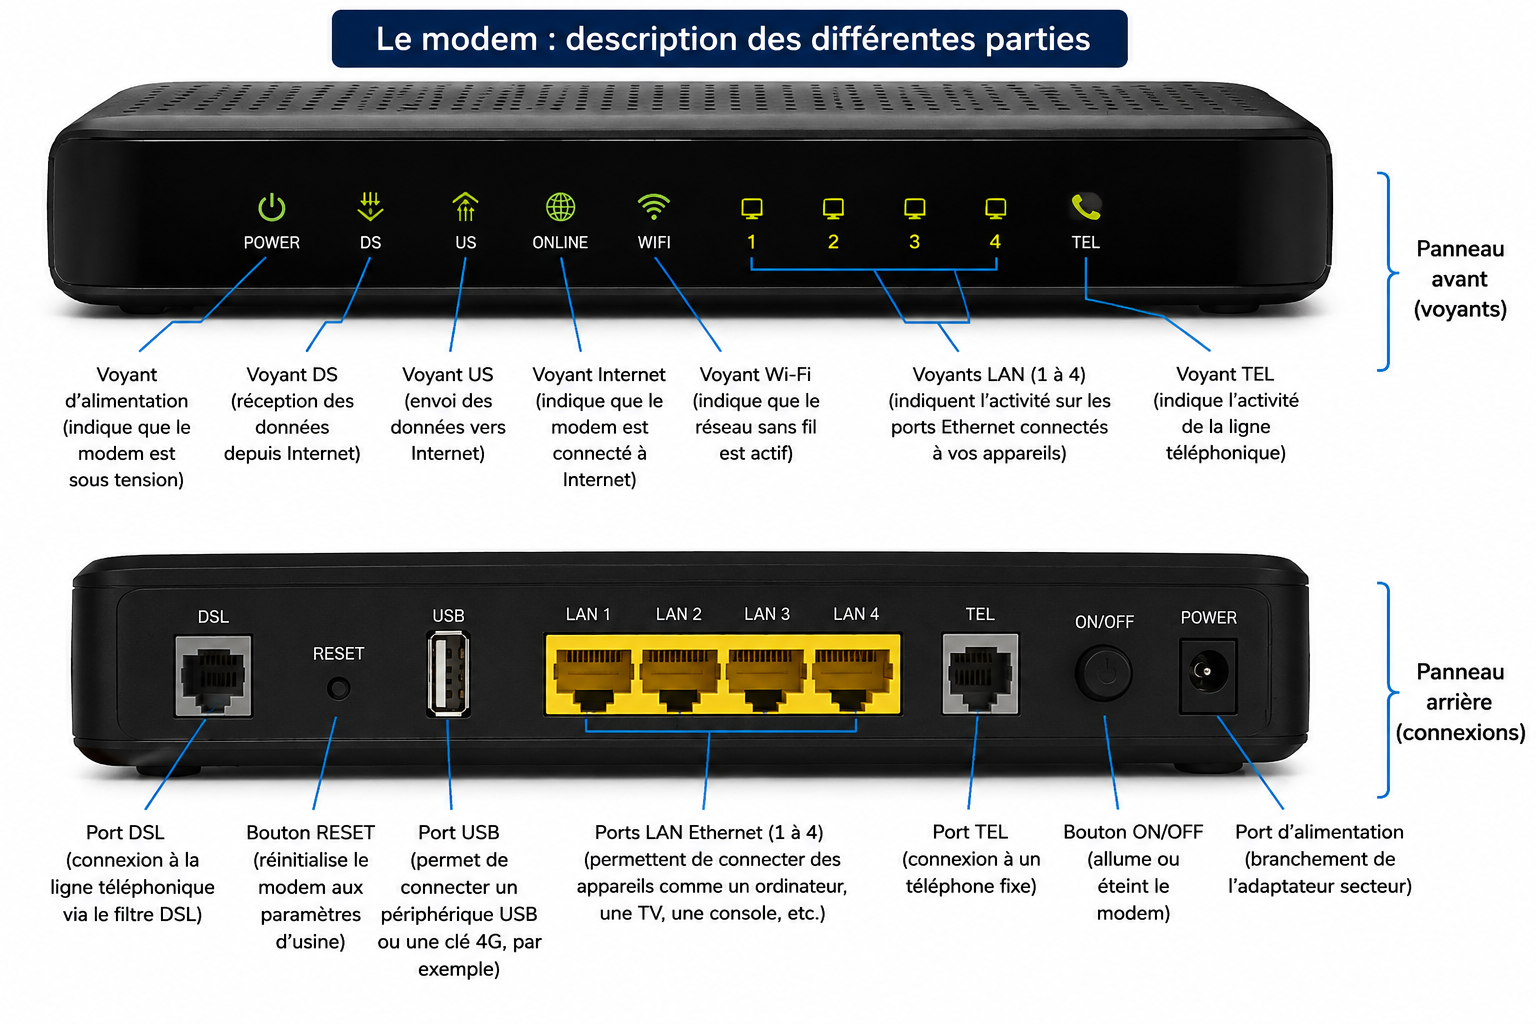 Le modem : description des différentes parties
POWER
DS
US
ONLINE
WIFI
1
2
3
4
TEL
Panneau
avant
(voyants)
Voyant
d’alimentation
(indique que le
modem est
sous tension)
Voyant DS
(réception des
données
depuis Internet)
Voyant US
(envoi des
données vers
Internet)
Voyant Internet
(indique que le
modem est
connecté à
Internet)
Voyant Wi-Fi
(indique que le
réseau sans fil
est actif)
Voyants LAN (1 à 4)
(indiquent l’activité sur les
ports Ethernet connectés
à vos appareils)
Voyant TEL
(indique l’activité
de la ligne
téléphonique)
DSL
RESET
USB
LAN 1
LAN 2
LAN 3
LAN 4
TEL
ON/OFF
POWER
Panneau
arrière
(connexions)
Port DSL
(connexion à la
ligne téléphonique
via le filtre DSL)
Bouton RESET
(réinitialise le
modem aux
paramètres
d’usine)
Port USB
(permet de
connecter un
périphérique USB
ou une clé 4G, par
exemple)
Ports LAN Ethernet (1 à 4)
(permettent de connecter des
appareils comme un ordinateur,
une TV, une console, etc.)
Port TEL
(connexion à un
téléphone fixe)
Bouton ON/OFF
(allume ou
éteint le
modem)
Port d’alimentation
(branchement de
l’adaptateur secteur)